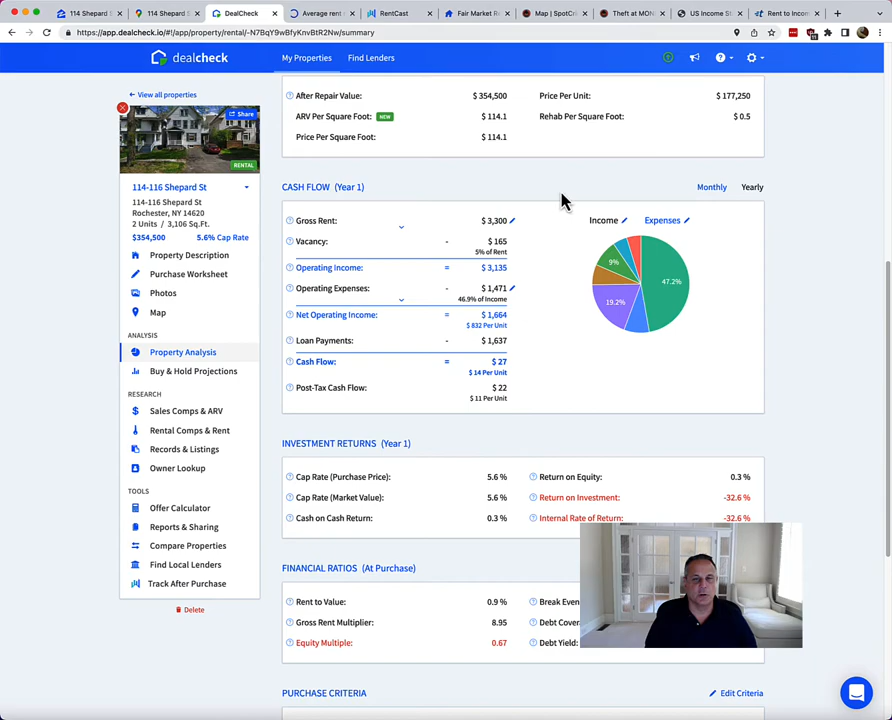 114 Shepard S
114 Shepard S
DealCheck
Average rent
RentCast
Fair Market Re
Map | SpotCri
Theft at MON
US Income St
Rent to Incom
https://app.dealcheck.io/#!/app/property/rental/-N7BqY9wBfyKnvBtR2Nw/summary
dealcheck
My Properties
Find Lenders
View all properties
Share
RENTAL
114-116 Shepard St
114-116 Shepard St
Rochester, NY 14620
2 Units / 3,106 Sq.Ft.
$354,500 5.6% Cap Rate
Property Description
Purchase Worksheet
Photos
Map
ANALYSIS
Property Analysis
Buy & Hold Projections
RESEARCH
Sales Comps & ARV
Rental Comps & Rent
Records & Listings
Owner Lookup
TOOLS
Offer Calculator
Reports & Sharing
Compare Properties
Find Local Lenders
Track After Purchase
Delete
After Repair Value: $ 354,500 Price Per Unit: $ 177,250
ARV Per Square Foot: NEW $ 114.1 Rehab Per Square Foot: $ 0.5
Price Per Square Foot: $ 114.1
CASH FLOW (Year 1) Monthly Yearly
Gross Rent: $ 3,300
Vacancy: - $ 165
5% of Rent
Operating Income: = $ 3,135
Operating Expenses: - $ 1,471
46.9% of Income
Net Operating Income: = $ 1,664
$ 832 Per Unit
Loan Payments: - $ 1,637
Cash Flow: = $ 27
$ 14 Per Unit
Post-Tax Cash Flow: $ 22
$ 11 Per Unit
Income Expenses
9%
47.2%
19.2%
INVESTMENT RETURNS (Year 1)
Cap Rate (Purchase Price): 5.6 % Return on Equity: 0.3 %
Cap Rate (Market Value): 5.6 % Return on Investment: -32.6 %
Cash on Cash Return: 0.3 % Internal Rate of Return: -32.6 %
FINANCIAL RATIOS (At Purchase)
Rent to Value: 0.9 % Break Even
Gross Rent Multiplier: 8.95 Debt Cover
Equity Multiple: 0.67 Debt Yield:
PURCHASE CRITERIA Edit Criteria